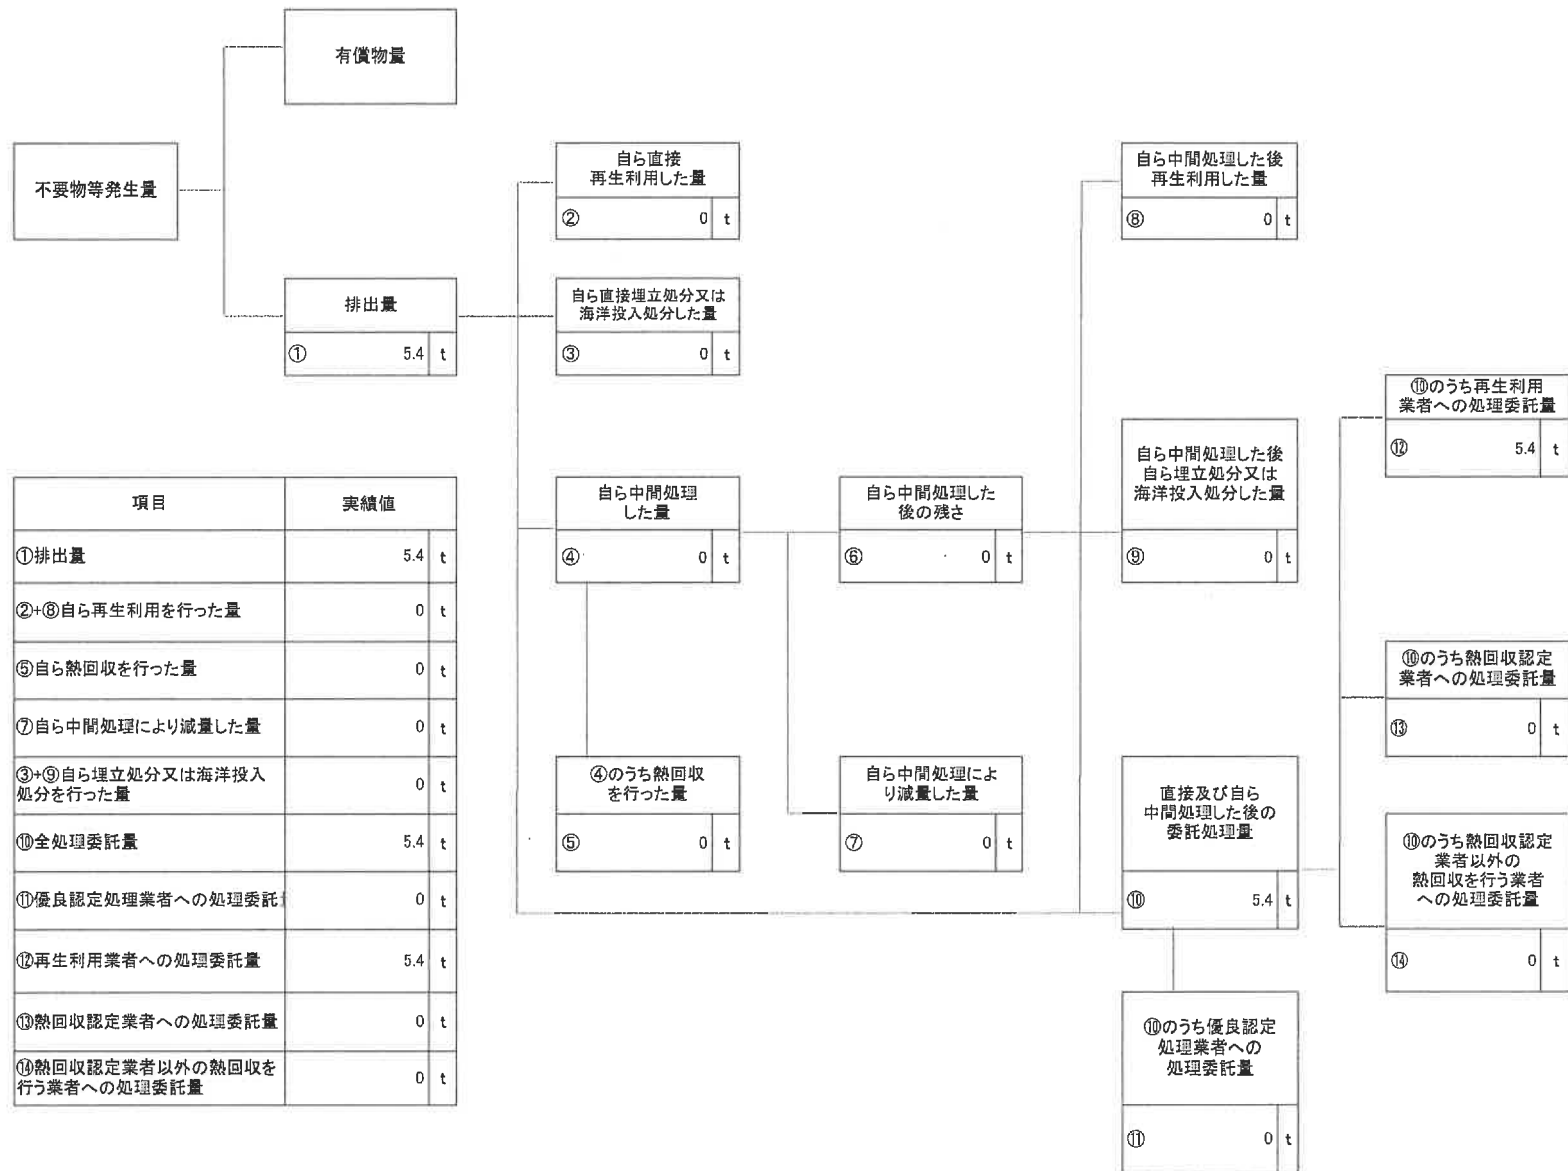 有償物量
不要物等発生量
排出量
① 5.4 t
自ら直接
再生利用した量
② 0 t
自ら直接埋立処分又は
海洋投入処分した量
③ 0 t
自ら中間処理
した量
④ 0 t
④のうち熱回収
を行った量
⑤ 0 t
自ら中間処理した
後の残さ
⑥ 0 t
自ら中間処理によ
り減量した量
⑦ 0 t
自ら中間処理した後
再生利用した量
⑧ 0 t
自ら中間処理した後
自ら埋立処分又は
海洋投入処分した量
⑨ 0 t
直接及び自ら
中間処理した後の
委託処理量
⑩ 5.4 t
⑩のうち優良認定
処理業者への
処理委託量
⑪ 0 t
⑩のうち再生利用
業者への処理委託量
⑫ 5.4 t
⑩のうち熱回収認定
業者への処理委託量
⑬ 0 t
⑩のうち熱回収認定
業者以外の
熱回収を行う業者
への処理委託量
⑭ 0 t
項目 実績値
①排出量 5.4 t
②+⑧自ら再生利用を行った量 0 t
⑤自ら熱回収を行った量 0 t
⑦自ら中間処理により減量した量 0 t
③+⑨自ら埋立処分又は海洋投入
処分を行った量 0 t
⑩全処理委託量 5.4 t
⑪優良認定処理業者への処理委託 0 t
⑫再生利用業者への処理委託量 5.4 t
⑬熱回収認定業者への処理委託量 0 t
⑭熱回収認定業者以外の熱回収を
行う業者への処理委託量 0 t